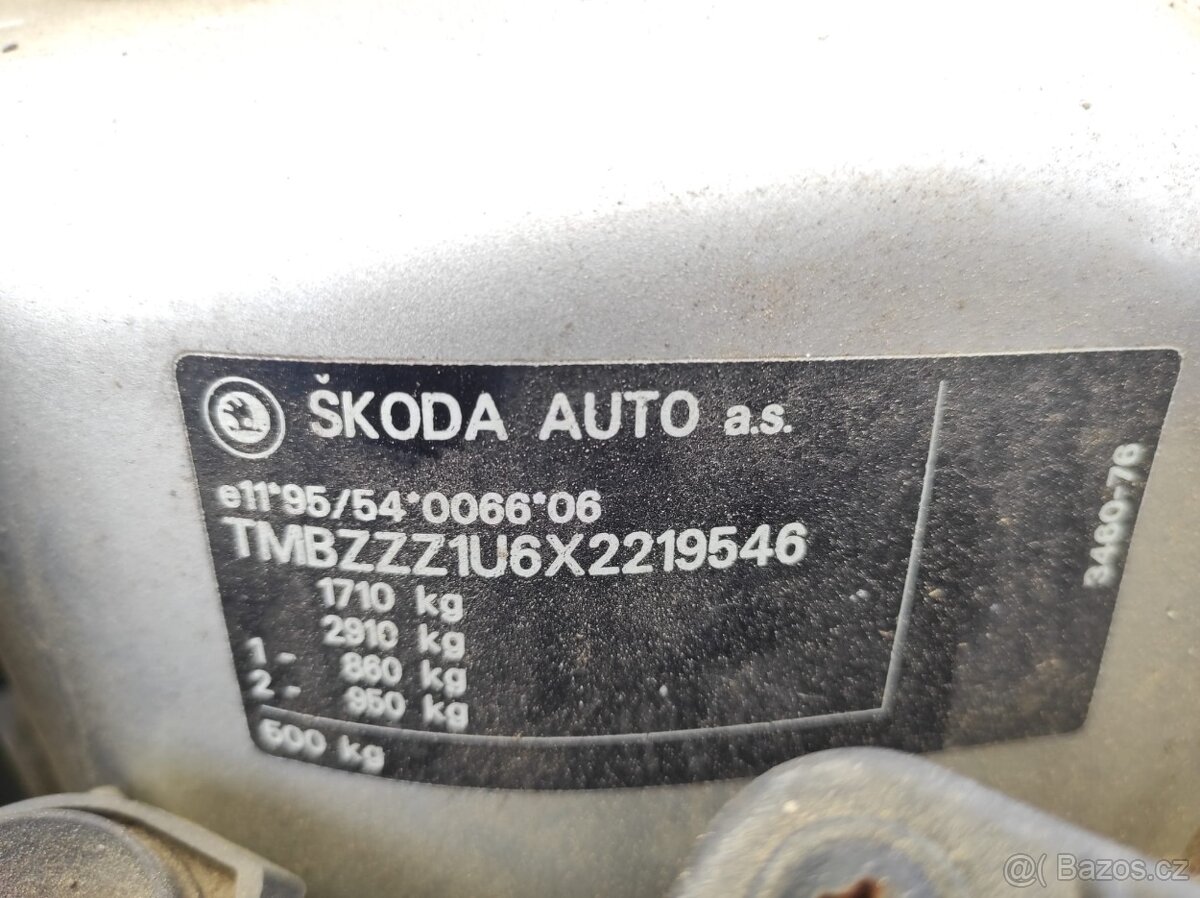 ŠKODA AUTO a.s.
e11*95/54*0066*06
TMBZZZ1U6X2219546
1710 kg
2910 kg
1- 860 kg
2- 950 kg
500 kg
3460-76
@( Bazos.cz